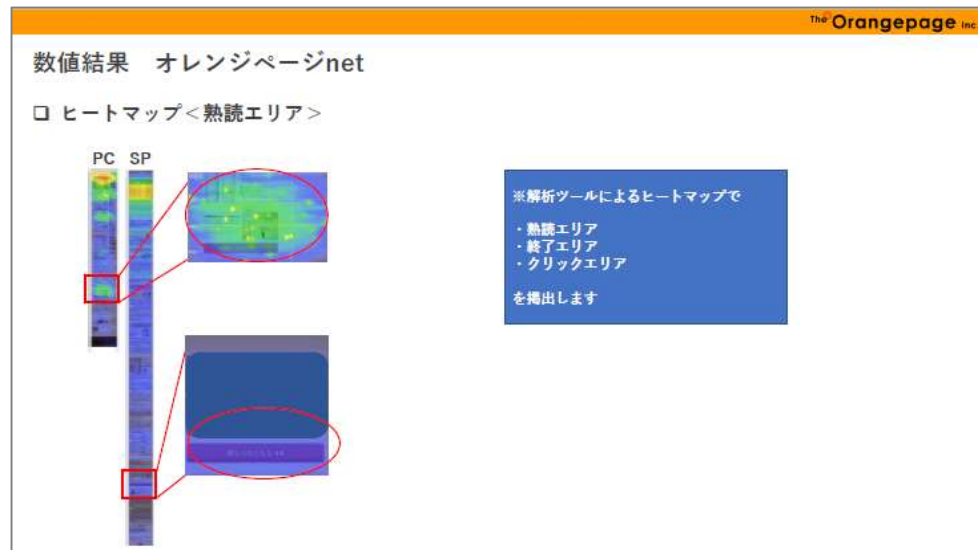 The Orangepage Inc
数値結果　オレンジページnet
❑ ヒートマップ＜熟読エリア＞
PC SP
※解析ツールによるヒートマップで
・熟読エリア
・終了エリア
・クリックエリア
を掲出します